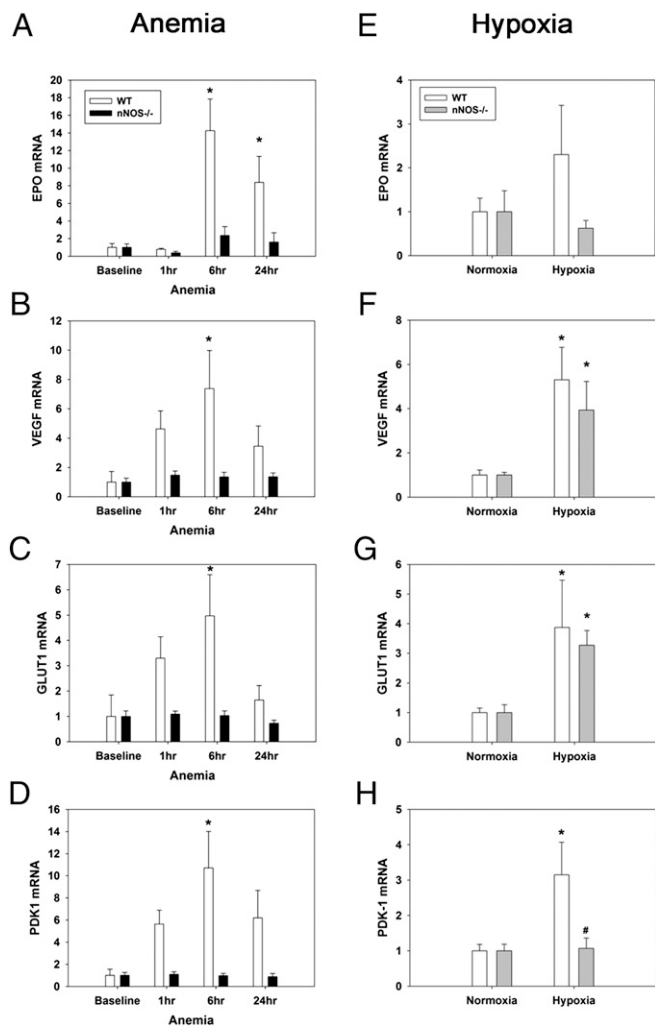 A Anemia
EPO mRNA
20
18
16
14
12
10
8
6
4
2
0
WT
nNOS-/-
*
*
Baseline 1hr 6hr 24hr
Anemia
B
VEGF mRNA
12
10
8
6
4
2
0
*
Baseline 1hr 6hr 24hr
Anemia
C
GLUT1 mRNA
7
6
5
4
3
2
1
0
*
Baseline 1hr 6hr 24hr
Anemia
D
PDK1 mRNA
16
14
12
10
8
6
4
2
0
*
Baseline 1hr 6hr 24hr
Anemia
E Hypoxia
EPO mRNA
4
3
2
1
0
WT
nNOS-/-
Normoxia Hypoxia
F
VEGF mRNA
8
6
4
2
0
* *
Normoxia Hypoxia
G
GLUT1 mRNA
6
5
4
3
2
1
0
* *
Normoxia Hypoxia
H
PDK-1 mRNA
5
4
3
2
1
0
*
#
Normoxia Hypoxia